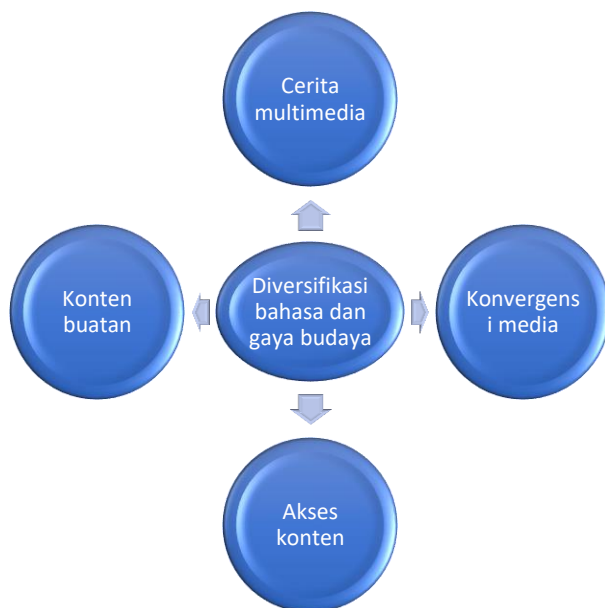 Cerita
multimedia
Konten
buatan
Diversifikasi
bahasa dan
gaya budaya
Konvergens
i media
Akses
konten